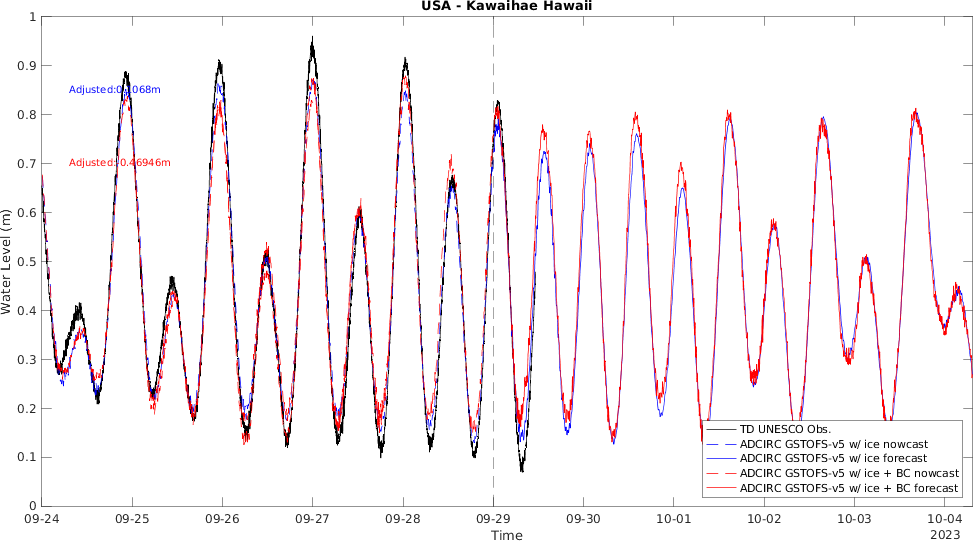 USA - Kawaihae Hawaii
1
0.9
0.8
0.7
0.6
0.5
0.4
0.3
0.2
0.1
0
Water Level (m)
Adjusted: 0.46946m
TD UNESCO Obs.
ADCIRC GSTOFS-v5 w/ ice nowcast
ADCIRC GSTOFS-v5 w/ ice forecast
ADCIRC GSTOFS-v5 w/ ice + BC nowcast
ADCIRC GSTOFS-v5 w/ ice + BC forecast
09-24 09-25 09-26 09-27 09-28 09-29 09-30 10-01 10-02 10-03 10-04
Time
2023